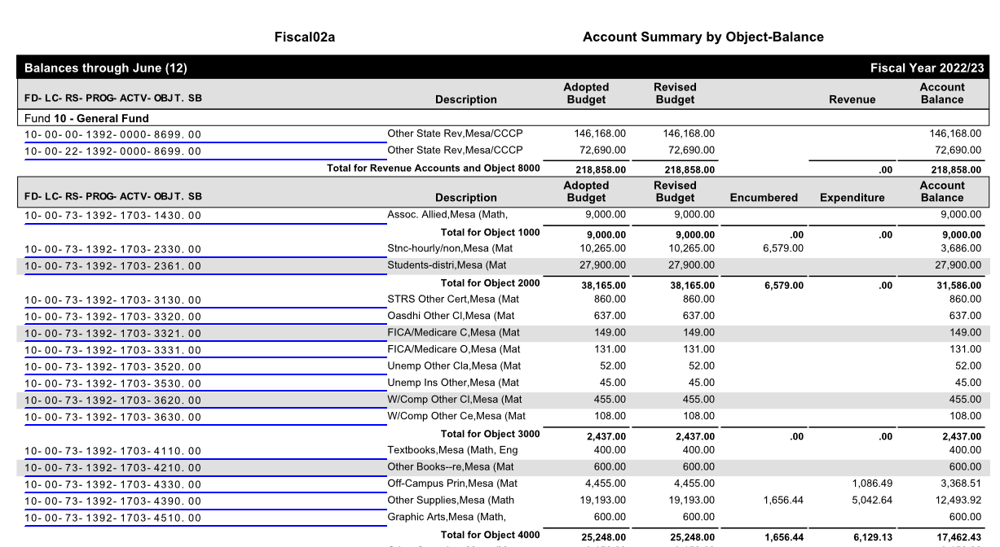 Fiscal02a Account Summary by Object-Balance
Balances through June (12) Fiscal Year 2022/23
FD- LC- RS- PROG- ACTV- OBJT. SB Description Adopted Budget Revised Budget Revenue Account Balance
Fund 10 - General Fund
10- 00- 00- 1392- 0000- 8699. 00 Other State Rev,Mesa/CCCP 146,168.00 146,168.00 146,168.00
10- 00- 22- 1392- 0000- 8699. 00 Other State Rev,Mesa/CCCP 72,690.00 72,690.00 72,690.00
Total for Revenue Accounts and Object 8000 218,858.00 218,858.00 .00 218,858.00
FD- LC- RS- PROG- ACTV- OBJT. SB Description Adopted Budget Revised Budget Encumbered Expenditure Account Balance
10- 00- 73- 1392- 1703- 1430. 00 Assoc. Allied,Mesa (Math, 9,000.00 9,000.00 9,000.00
Total for Object 1000 9,000.00 9,000.00 .00 .00 9,000.00
10- 00- 73- 1392- 1703- 2330. 00 Stnc-hourly/non,Mesa (Mat 10,265.00 10,265.00 6,579.00 3,686.00
10- 00- 73- 1392- 1703- 2361. 00 Students-distri,Mesa (Mat 27,900.00 27,900.00 27,900.00
Total for Object 2000 38,165.00 38,165.00 6,579.00 .00 31,586.00
10- 00- 73- 1392- 1703- 3130. 00 STRS Other Cert,Mesa (Mat 860.00 860.00 860.00
10- 00- 73- 1392- 1703- 3320. 00 Oasdhi Other Cl,Mesa (Mat 637.00 637.00 637.00
10- 00- 73- 1392- 1703- 3321. 00 FICA/Medicare C,Mesa (Mat 149.00 149.00 149.00
10- 00- 73- 1392- 1703- 3331. 00 FICA/Medicare O,Mesa (Mat 131.00 131.00 131.00
10- 00- 73- 1392- 1703- 3520. 00 Unemp Other Cla,Mesa (Mat 52.00 52.00 52.00
10- 00- 73- 1392- 1703- 3530. 00 Unemp Ins Other,Mesa (Mat 45.00 45.00 45.00
10- 00- 73- 1392- 1703- 3620. 00 W/Comp Other Cl,Mesa (Mat 455.00 455.00 455.00
10- 00- 73- 1392- 1703- 3630. 00 W/Comp Other Ce,Mesa (Mat 108.00 108.00 108.00
Total for Object 3000 2,437.00 2,437.00 .00 .00 2,437.00
10- 00- 73- 1392- 1703- 4110. 00 Textbooks,Mesa (Math, Eng 400.00 400.00 400.00
10- 00- 73- 1392- 1703- 4210. 00 Other Books--re,Mesa (Mat 600.00 600.00 600.00
10- 00- 73- 1392- 1703- 4330. 00 Off-Campus Prin,Mesa (Mat 4,455.00 4,455.00 1,086.49 3,368.51
10- 00- 73- 1392- 1703- 4390. 00 Other Supplies,Mesa (Math 19,193.00 19,193.00 1,656.44 5,042.64 12,493.92
10- 00- 73- 1392- 1703- 4510. 00 Graphic Arts,Mesa (Math, 600.00 600.00 600.00
Total for Object 4000 25,248.00 25,248.00 1,656.44 6,129.13 17,462.43